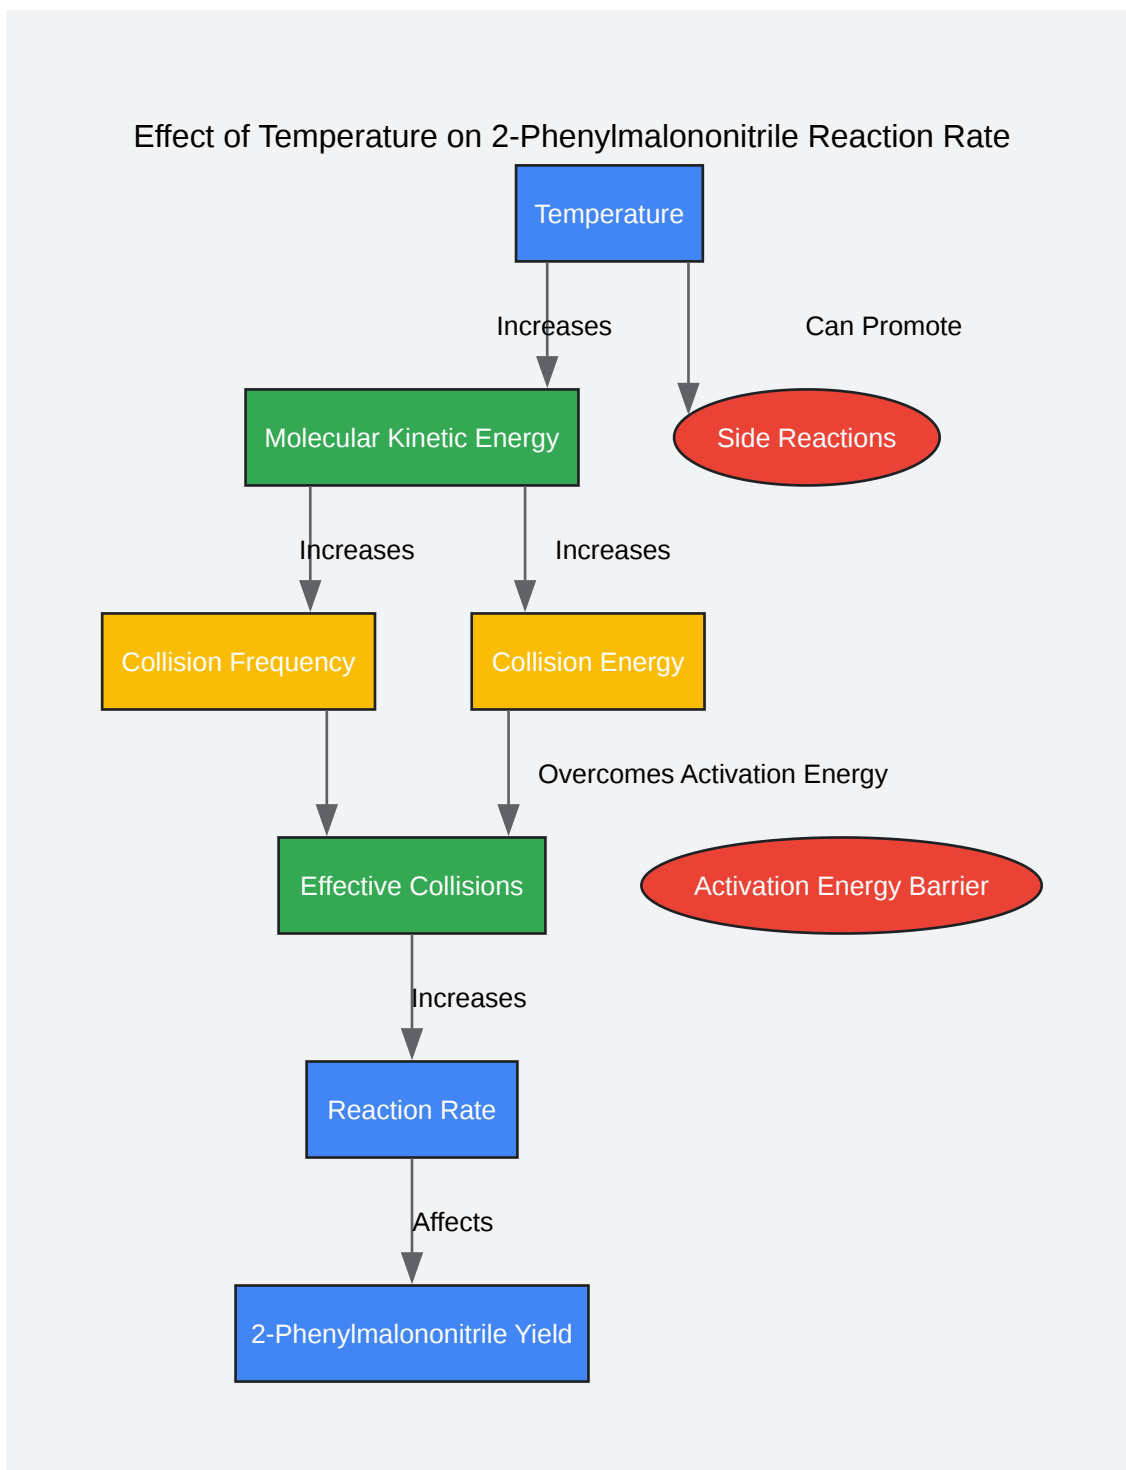 Effect of Temperature on 2-Phenylmalononitrile Reaction Rate
Temperature
Increases
Can Promote
Molecular Kinetic Energy
Side Reactions
Increases
Increases
Collision Frequency
Collision Energy
Overcomes Activation Energy
Effective Collisions
Activation Energy Barrier
Increases
Reaction Rate
Affects
2-Phenylmalononitrile Yield